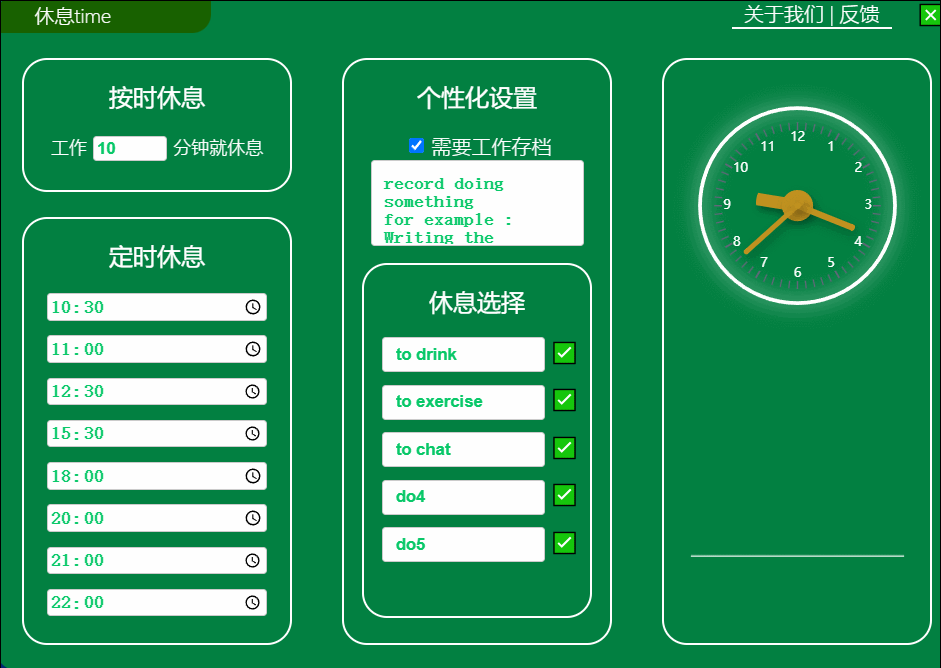 休息time
关于我们 | 反馈
按时休息
工作 10 分钟就休息
定时休息
10:30
11:00
12:30
15:30
18:00
20:00
21:00
22:00
个性化设置
需要工作存档
record doing
something
for example :
Writing the
休息选择
to drink
to exercise
to chat
do4
do5
12
1
2
3
4
5
6
7
8
9
10
11